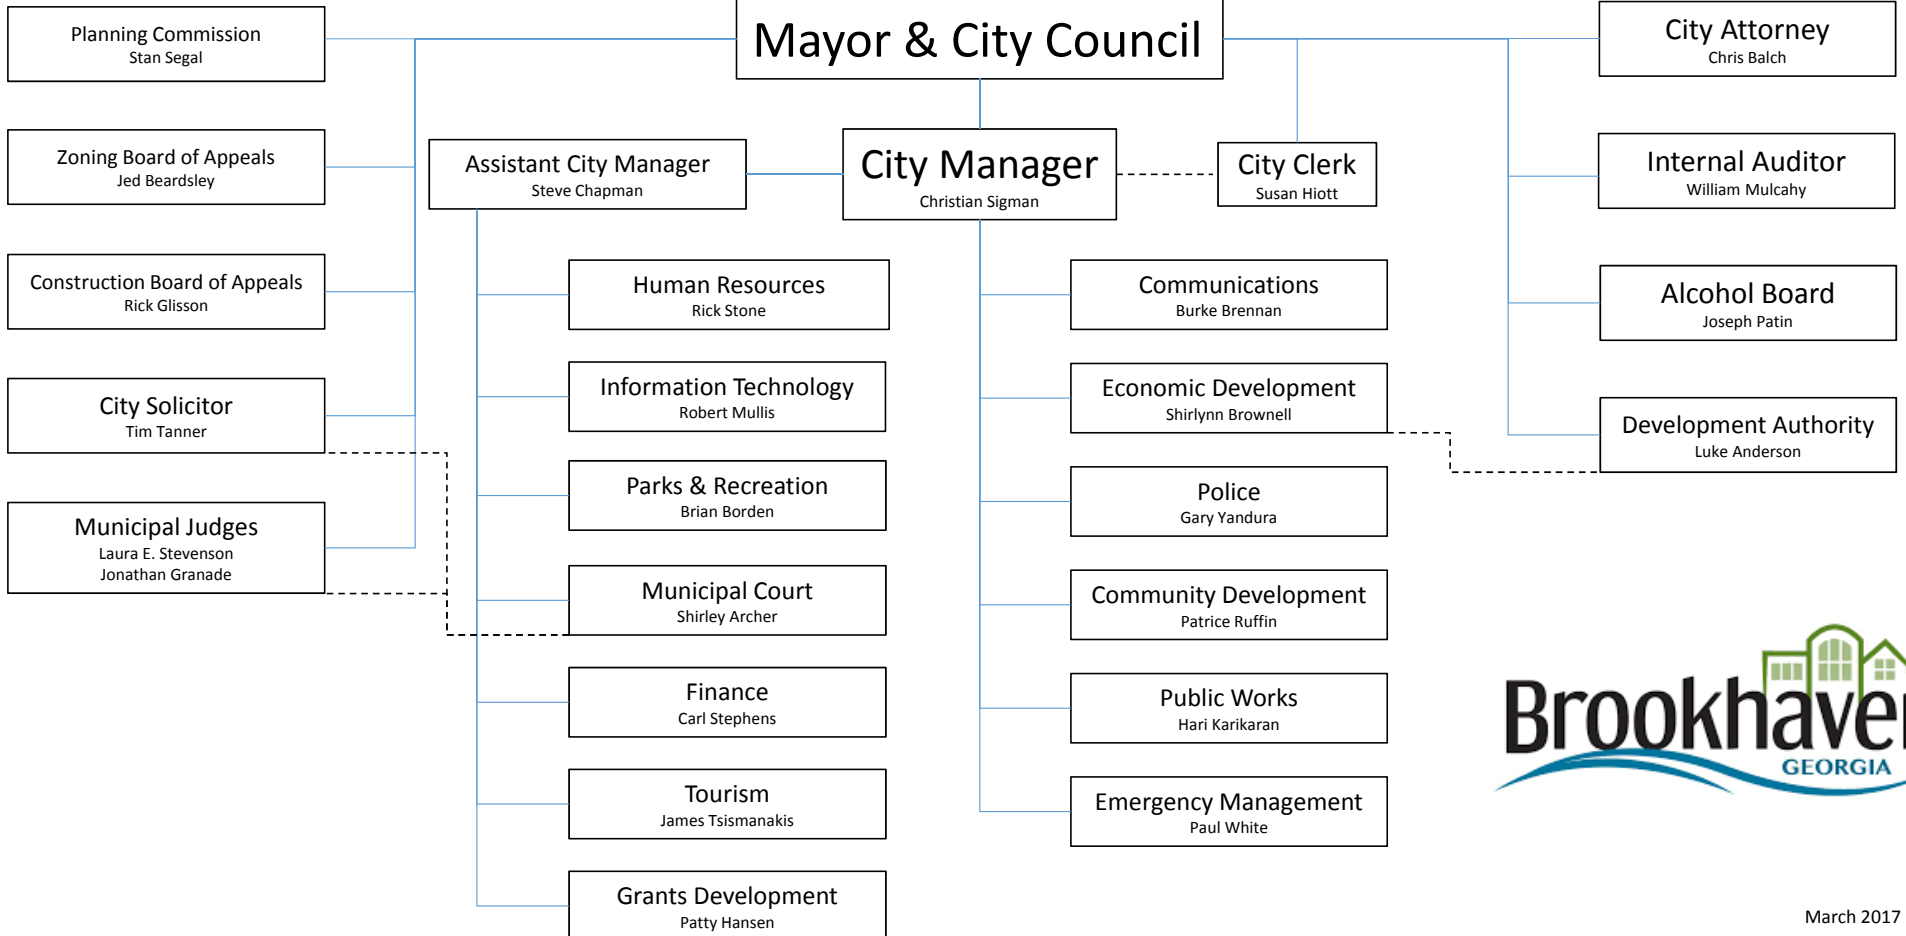 Mayor & City Council
Planning Commission
Stan Segal
Zoning Board of Appeals
Jed Beardsley
Construction Board of Appeals
Rick Glisson
City Solicitor
Tim Tanner
Municipal Judges
Laura E. Stevenson
Jonathan Granade
Assistant City Manager
Steve Chapman
City Manager
Christian Sigman
City Clerk
Susan Hiott
City Attorney
Chris Balch
Internal Auditor
William Mulcahy
Alcohol Board
Joseph Patin
Development Authority
Luke Anderson
Human Resources
Rick Stone
Information Technology
Robert Mullis
Parks & Recreation
Brian Borden
Municipal Court
Shirley Archer
Finance
Carl Stephens
Tourism
James Tsismanakis
Grants Development
Patty Hansen
Communications
Burke Brennan
Economic Development
Shirlynn Brownell
Police
Gary Yandura
Community Development
Patrice Ruffin
Public Works
Hari Karikaran
Emergency Management
Paul White
Brookhaven
GEORGIA
March 2017